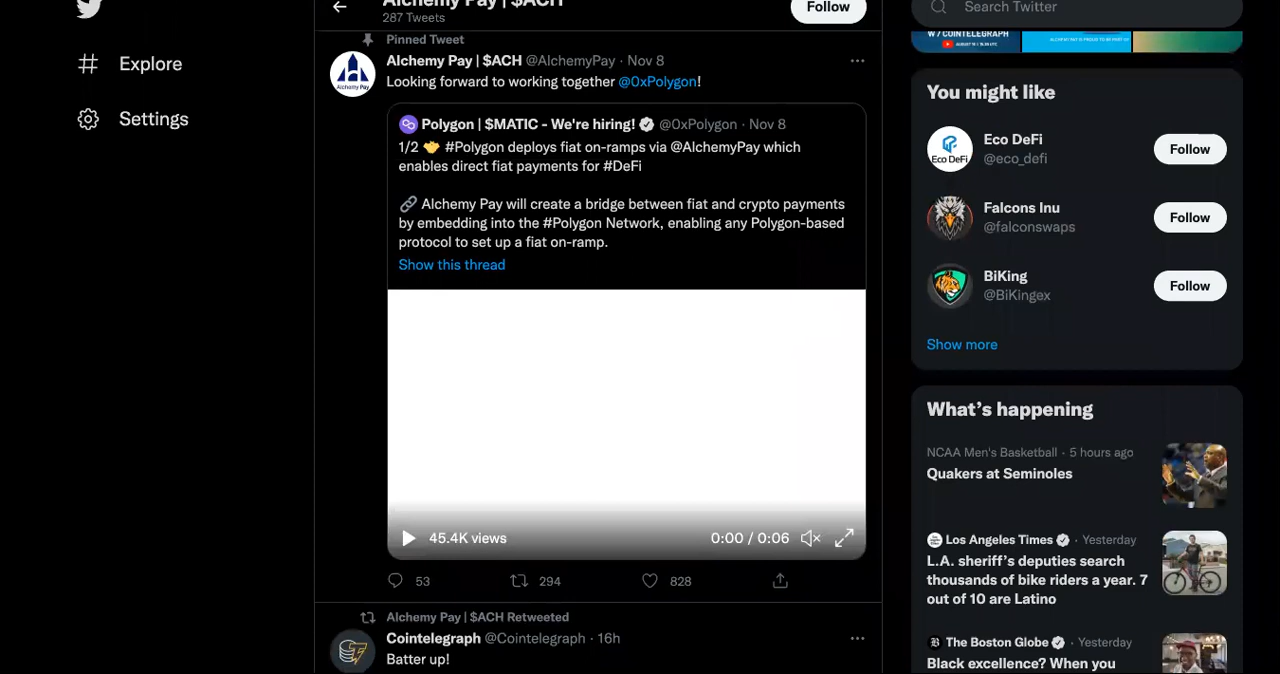 Explore
Settings
Alchemy Pay | $ACH
287 Tweets
Follow
Pinned Tweet
Alchemy Pay | $ACH @AlchemyPay · Nov 8
Looking forward to working together @0xPolygon!
Polygon | $MATIC - We're hiring! @0xPolygon · Nov 8
1/2 🤝 #Polygon deploys fiat on-ramps via @AlchemyPay which
enables direct fiat payments for #DeFi
🔗 Alchemy Pay will create a bridge between fiat and crypto payments
by embedding into the #Polygon Network, enabling any Polygon-based
protocol to set up a fiat on-ramp.
Show this thread
45.4K views
0:00 / 0:06
53 294 828
Alchemy Pay | $ACH Retweeted
Cointelegraph @Cointelegraph · 16h
Batter up!
Search Twitter
W / COINTELEGRAPH
You might like
Eco DeFi
@eco_defi
Follow
Falcons Inu
@falconswaps
Follow
BiKing
@BiKingex
Follow
Show more
What's happening
NCAA Men's Basketball · 5 hours ago
Quakers at Seminoles
Los Angeles Times · Yesterday
L.A. sheriff's deputies search
thousands of bike riders a year. 7
out of 10 are Latino
The Boston Globe · Yesterday
Black excellence? When you